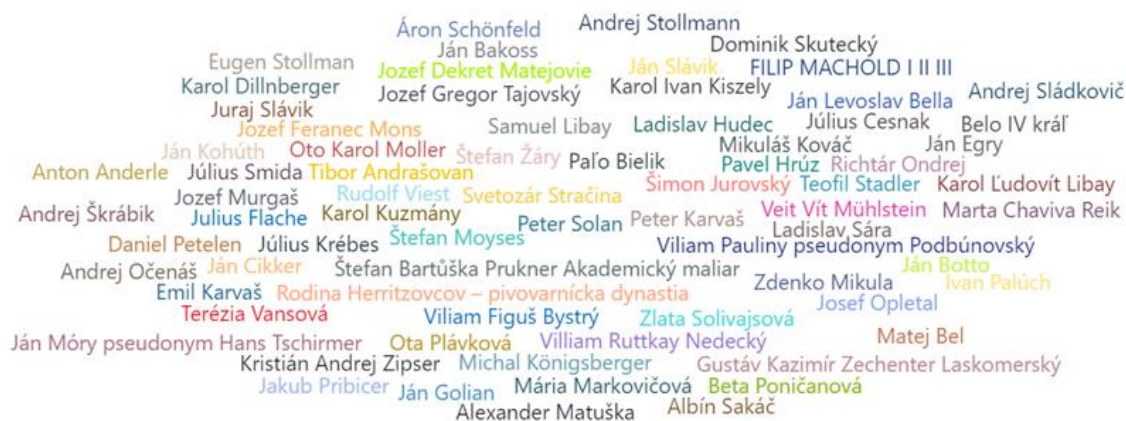 Andrej Stollmann
Áron Schönfeld
Ján Bakoss
Dominik Skutecký
Eugen Stollman
Jozef Dekret Matejovie
Ján Slávik
FILIP MACHOLD I II III
Karol Dillnberger
Jozef Gregor Tajovský
Karol Ivan Kiszely
Ján Levoslav Bella
Andrej Sládkovič
Juraj Slávik
Jozef Feranec Mons
Samuel Libay
Ladislav Hudec
Július Cesnak
Belo IV kráľ
Ján Kohúth
Oto Karol Moller
Štefan Žáry
Paľo Bielik
Mikuláš Kováč
Ján Egry
Anton Anderle
Július Smida
Tibor Andrašovan
Pavel Hrúz
Richtár Ondrej
Jozef Murgaš
Rudolf Viest
Svetozár Stračina
Šimon Jurovský
Teofil Stadler
Karol Ľudovít Libay
Andrej Škrábik
Julius Flache
Karol Kuzmány
Peter Solan
Peter Karvaš
Veit Vít Mühlstein
Marta Chaviva Reik
Ladislav Sára
Daniel Petelen
Július Krébes
Štefan Moyses
Viliam Pauliny pseudonym Podbúnovský
Andrej Očenáš
Ján Cikker
Štefan Bartůška Prukner Akademický maliar
Ján Botto
Zdenko Mikula
Ivan Palúch
Emil Karvaš
Rodina Herritzovcov – pivovarnícka dynastia
Josef Opletal
Terézia Vansová
Viliam Figuš Bystrý
Zlata Solivajsová
Ján Móry pseudonym Hans Tschirmer
Ota Plávková
Villiam Ruttkay Nedecký
Matej Bel
Kristián Andrej Zipser
Michal Königsberger
Gustáv Kazimír Zechenter Laskomerský
Jakub Pribicer
Ján Golian
Mária Markovičová
Beta Poničanová
Alexander Matuška
Albín Sakáč